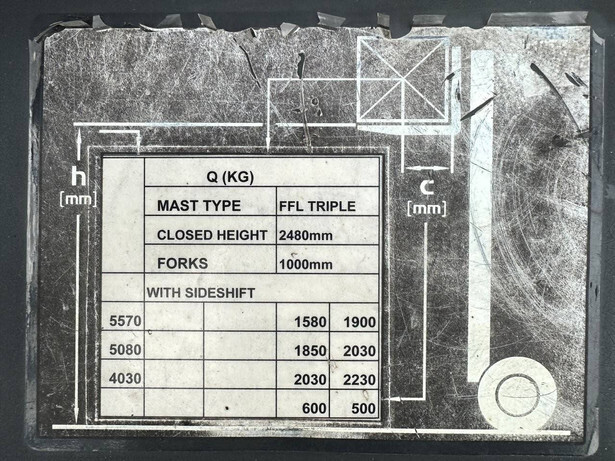 h
[mm]
c
[mm]
Q (KG)
MAST TYPE FFL TRIPLE
CLOSED HEIGHT 2480mm
FORKS 1000mm
WITH SIDESHIFT
5570 1580 1900
5080 1850 2030
4030 2030 2230
600 500